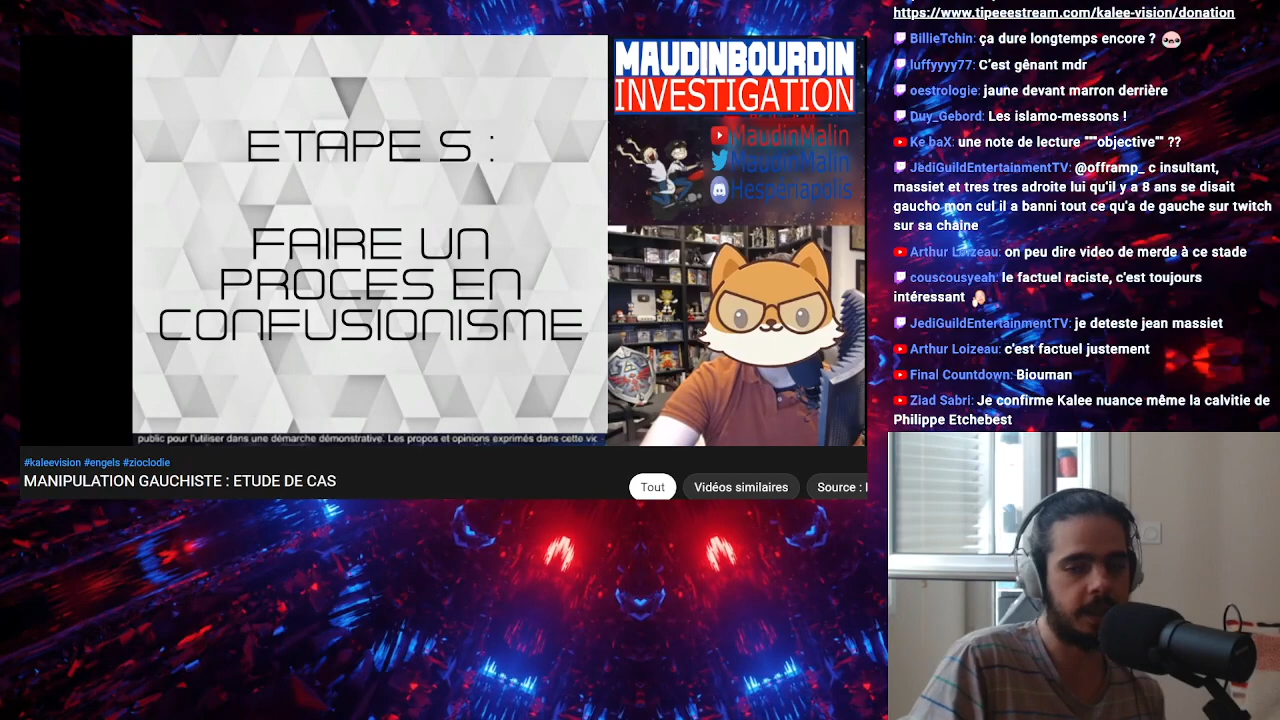 ETAPE 5 :
FAIRE UN
PROCES EN
CONFUSIONISME
public pour l'utiliser dans une démarche démonstrative. Les propos et opinions exprimés dans cette vic
MAUDINBOURDIN
INVESTIGATION
MaudinMalin
MaudinMalin
Hespériapolis
#kaleevision #engels #zioclodie
MANIPULATION GAUCHISTE : ETUDE DE CAS
Tout
Vidéos similaires
Source : l
https://www.tipeeestream.com/kalee-vision/donation
BillieTchin: ça dure longtemps encore ?
luffyyyy77: C'est gênant mdr
oestrologie: jaune devant marron derrière
Duy_Gebord: Les islamo-messons !
Ke baX: une note de lecture """objective"" ??
JediGuildEntertainmentTV: @offramp_ c insultant,
massiet et tres tres adroite lui qu'il y a 8 ans se disait
gaucho mon cul il a banni tout ce qu'a de gauche sur twitch
sur sa chaine
Arthur Loizeau: on peu dire video de merde à ce stade
couscousyeah: le factuel raciste, c'est toujours
intéressant
JediGuildEntertainmentTV: je deteste jean massiet
Arthur Loizeau: c'est factuel justement
Final Countdown: Biouman
Ziad Sabri: Je confirme Kalee nuance même la calvitie de
Philippe Etchebest